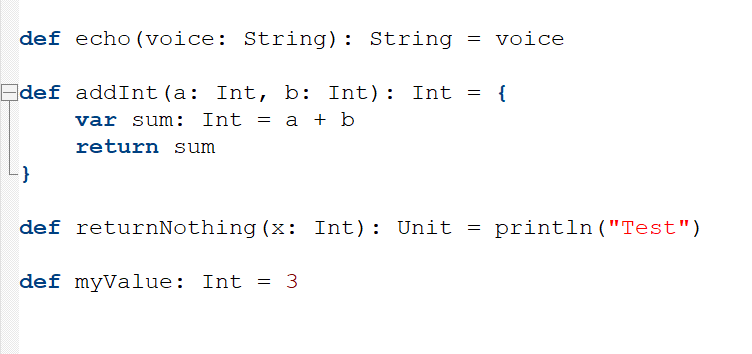 def echo(voice: String): String = voice
def addInt(a: Int, b: Int): Int = {
    var sum: Int = a + b
    return sum
}
def returnNothing(x: Int): Unit = println("Test")
def myValue: Int = 3